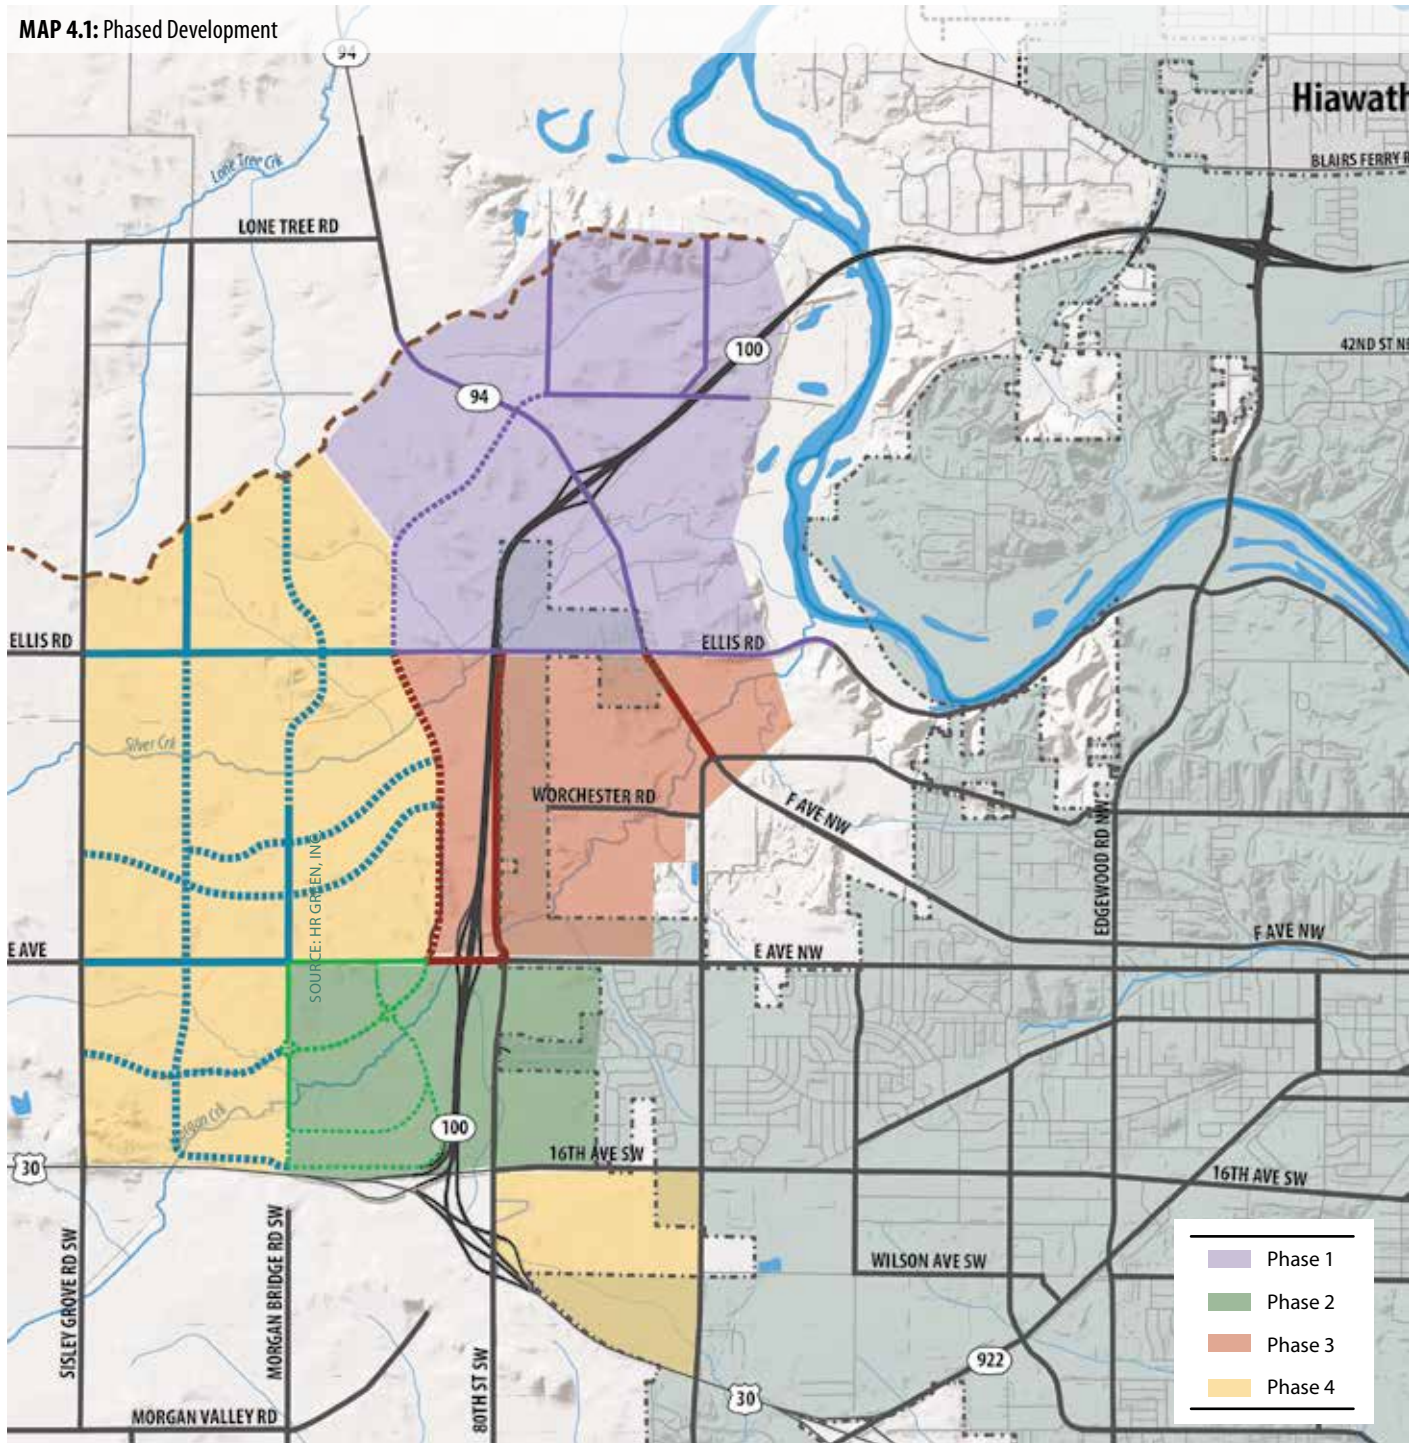 MAP 4.1: Phased Development
94
Hiawath
BLAIRS FERRY R
Lone Tree Crk
LONE TREE RD
100
42ND ST NE
94
ELLIS RD
ELLIS RD
Silver Crk
WORCHESTER RD
F AVE NW
EDGEWOOD RD NW
SOURCE: HR GREEN, INC
E AVE
E AVE NW
F AVE NW
100
16TH AVE SW
30
16TH AVE SW
SISLEY GROVE RD SW
MORGAN BRIDGE RD SW
WILSON AVE SW
80TH ST SW
922
30
MORGAN VALLEY RD
Phase 1
Phase 2
Phase 3
Phase 4